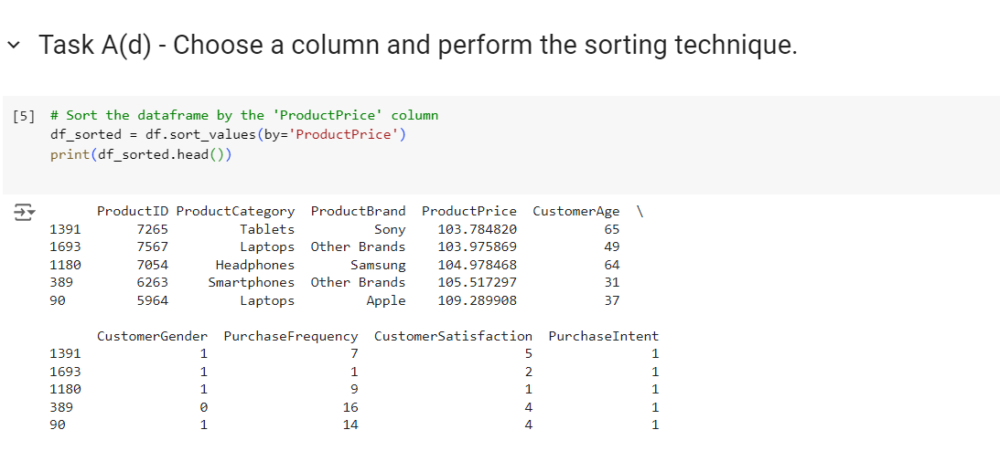 Task A(d) - Choose a column and perform the sorting technique.
[5] # Sort the dataframe by the 'ProductPrice' column
df_sorted = df.sort_values(by='ProductPrice')
print(df_sorted.head())
ProductID ProductCategory ProductBrand ProductPrice CustomerAge \
1391 7265 Tablets Sony 103.784820 65
1693 7567 Laptops Other Brands 103.975869 49
1180 7054 Headphones Samsung 104.978468 64
389 6263 Smartphones Other Brands 105.517297 31
90 5964 Laptops Apple 109.289908 37
CustomerGender PurchaseFrequency CustomerSatisfaction PurchaseIntent
1391 1 7 5 1
1693 1 1 2 1
1180 1 9 1 1
389 0 16 4 1
90 1 14 4 1